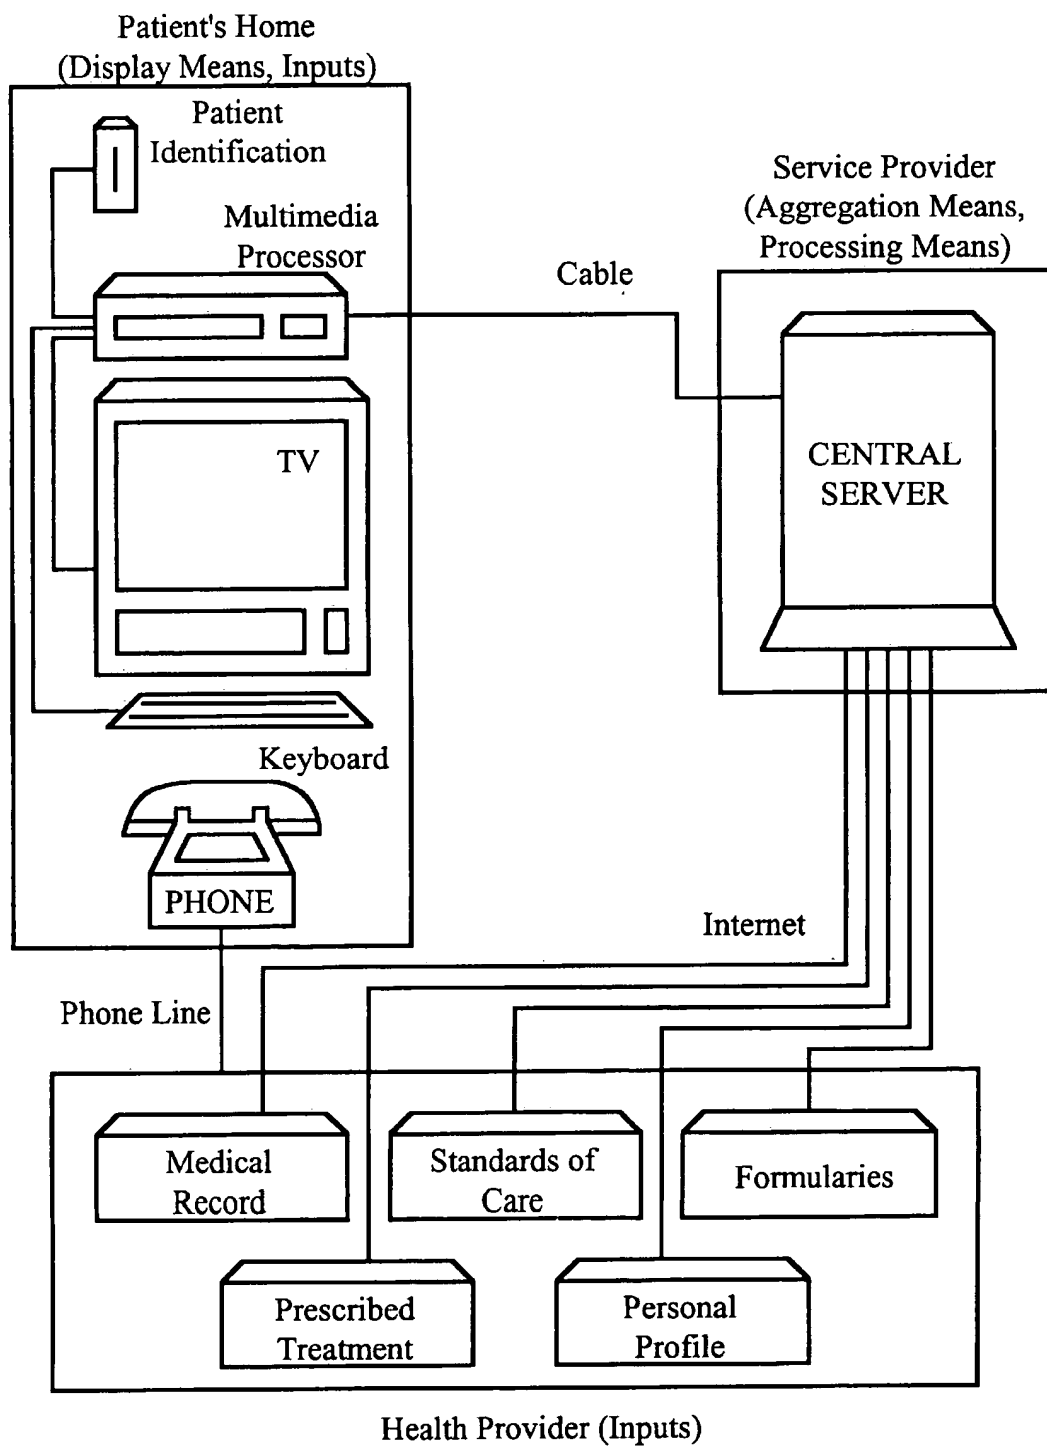 Patient's Home
(Display Means, Inputs)
Patient
Identification
Multimedia
Processor
TV
Keyboard
PHONE
Cable
Service Provider
(Aggregation Means,
Processing Means)
CENTRAL
SERVER
Internet
Phone Line
Medical
Record
Standards of
Care
Formularies
Prescribed
Treatment
Personal
Profile
Health Provider (Inputs)